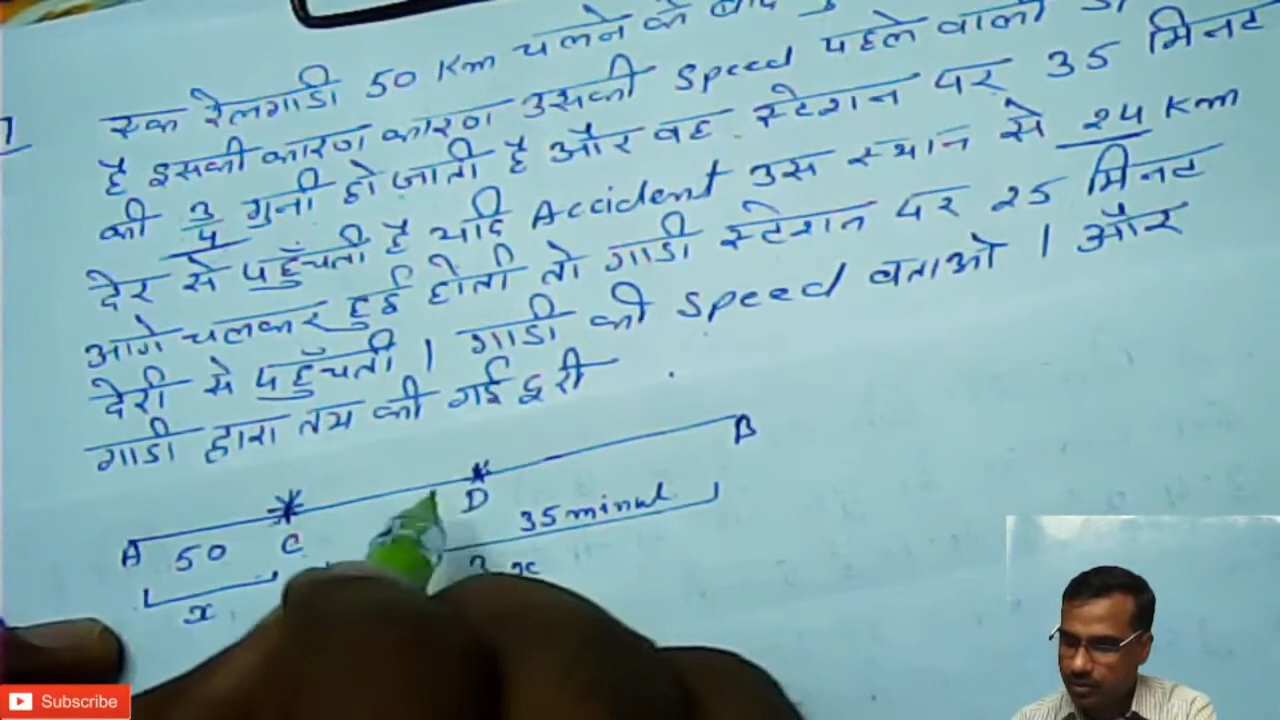 एक रेलगाडी 50 Km चलने के बाद
है इसकी कारण कारण उसकी Speed पहले वाली
की 3/4 गुनी हो जाती है और वह स्टेशन पर 35 मिनट
देर से पहुँचती है यदि Accident उस स्थान से 24 Km
आगे चलकर हुई होती तो गाडी स्टेशन पर 25 मिनट
देरी से पहुँचती । गाडी की Speed बताओ । और
गाडी द्वारा तय की गई दूरी
A 50 C D B
35 minut
x
Subscribe